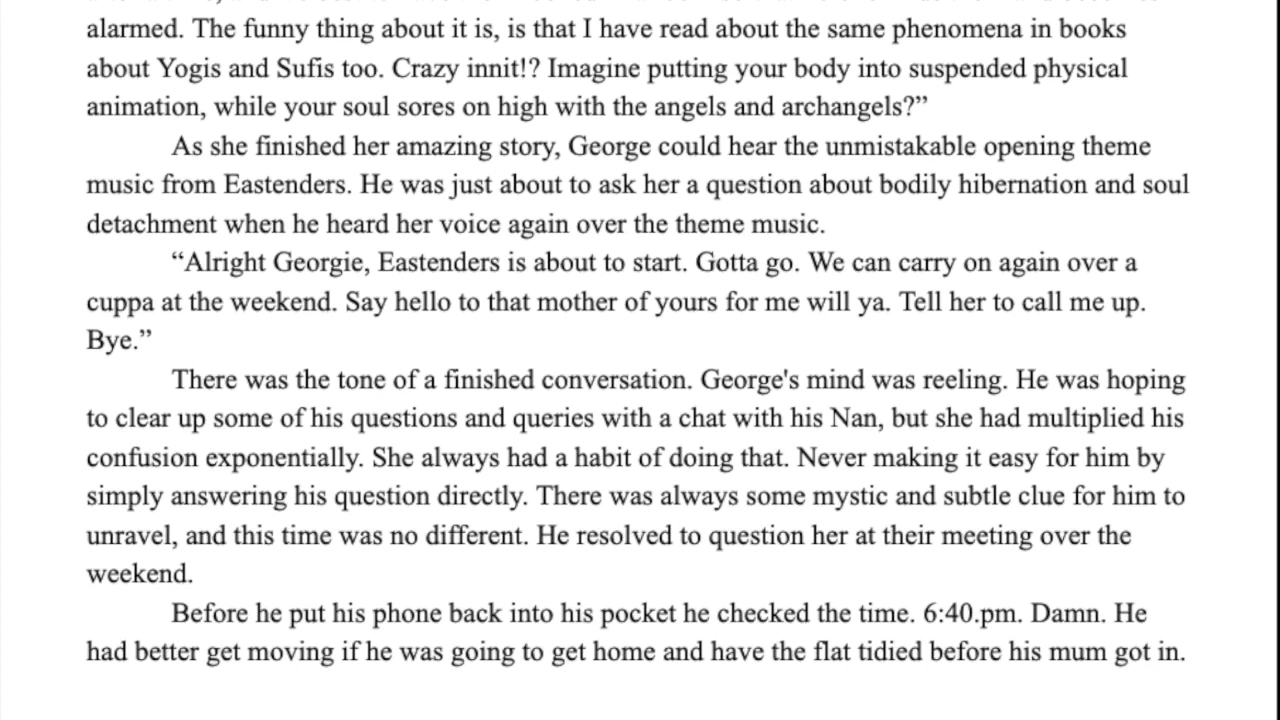 alarmed. The funny thing about it is, is that I have read about the same phenomena in books
about Yogis and Sufis too. Crazy innit!? Imagine putting your body into suspended physical
animation, while your soul sores on high with the angels and archangels?”
As she finished her amazing story, George could hear the unmistakable opening theme
music from Eastenders. He was just about to ask her a question about bodily hibernation and soul
detachment when he heard her voice again over the theme music.
“Alright Georgie, Eastenders is about to start. Gotta go. We can carry on again over a
cuppa at the weekend. Say hello to that mother of yours for me will ya. Tell her to call me up.
Bye.”
There was the tone of a finished conversation. George's mind was reeling. He was hoping
to clear up some of his questions and queries with a chat with his Nan, but she had multiplied his
confusion exponentially. She always had a habit of doing that. Never making it easy for him by
simply answering his question directly. There was always some mystic and subtle clue for him to
unravel, and this time was no different. He resolved to question her at their meeting over the
weekend.
Before he put his phone back into his pocket he checked the time. 6:40.pm. Damn. He
had better get moving if he was going to get home and have the flat tidied before his mum got in.